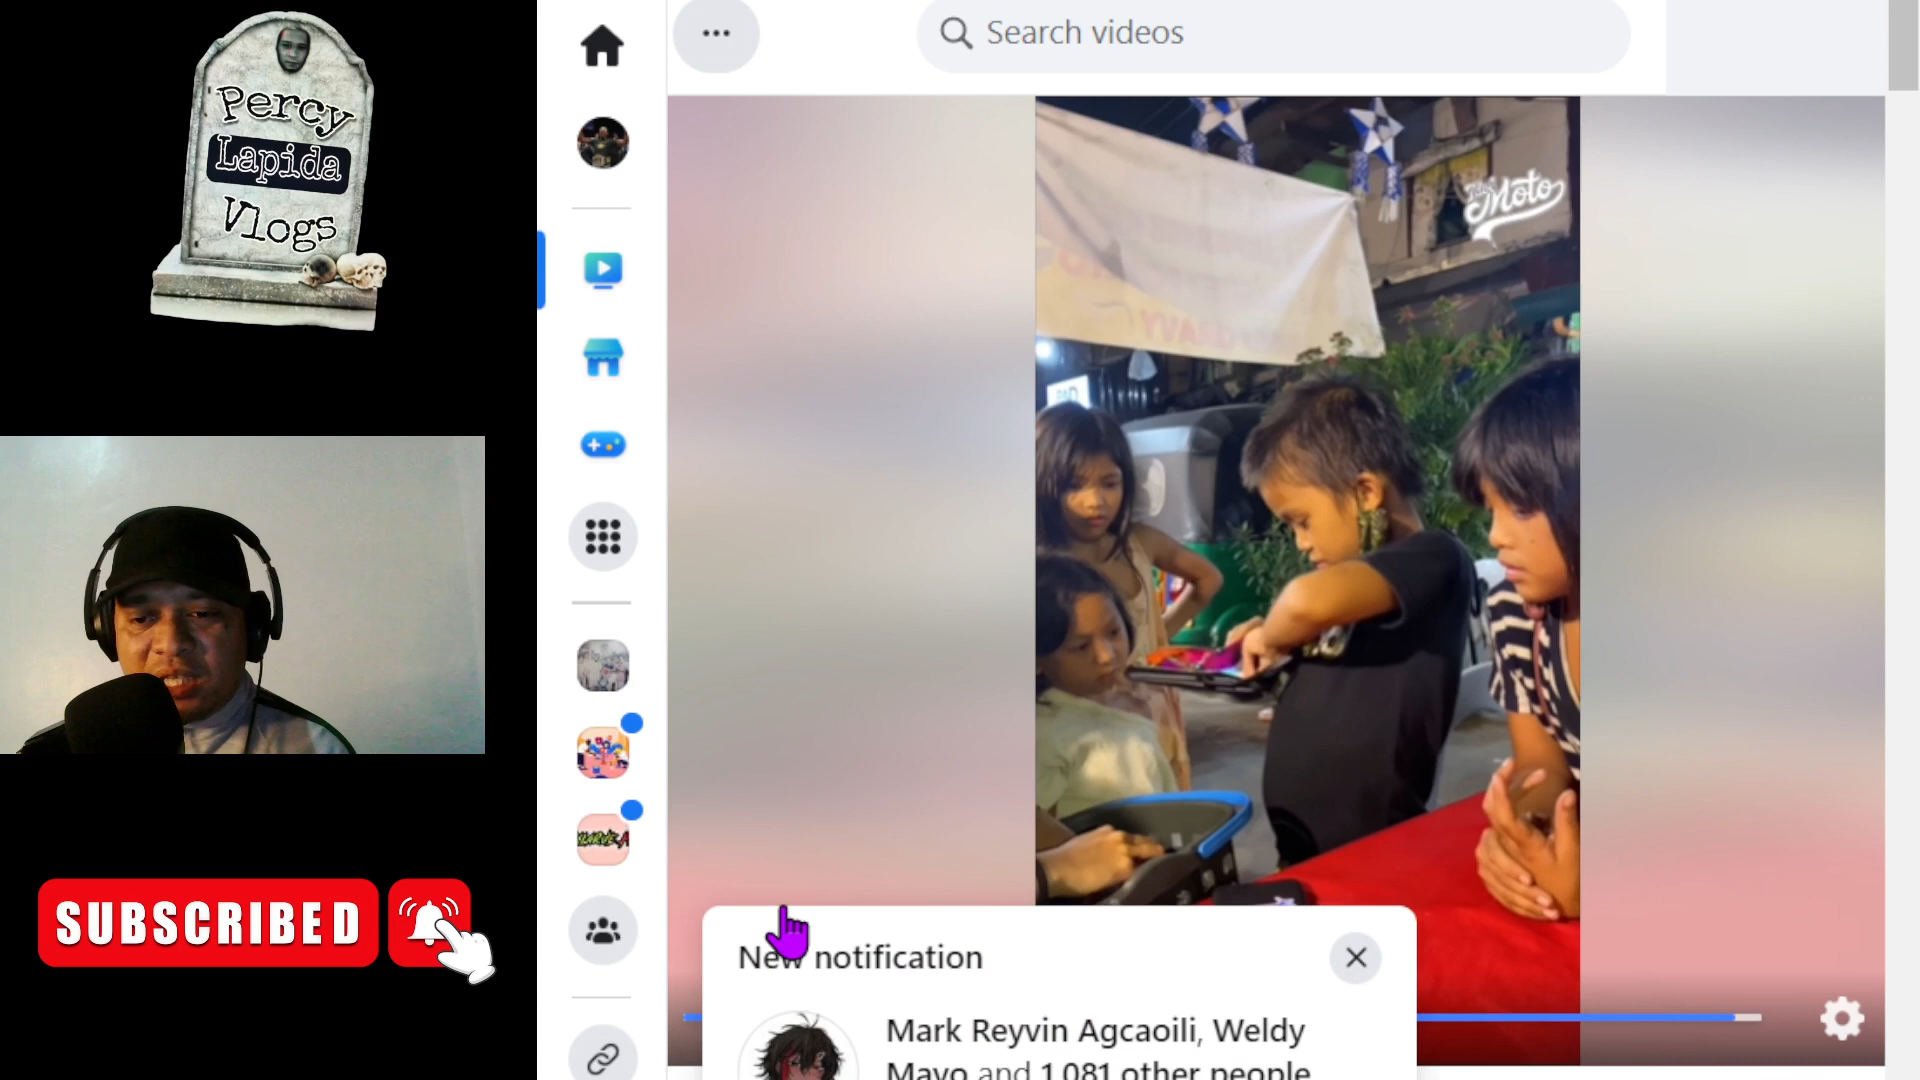 Percy
Lapida
Vlogs
SUBSCRIBED
Search videos
Moto
New notification
Mark Reyvin Agcaoili, Weldy
Mayo and 1,081 other people